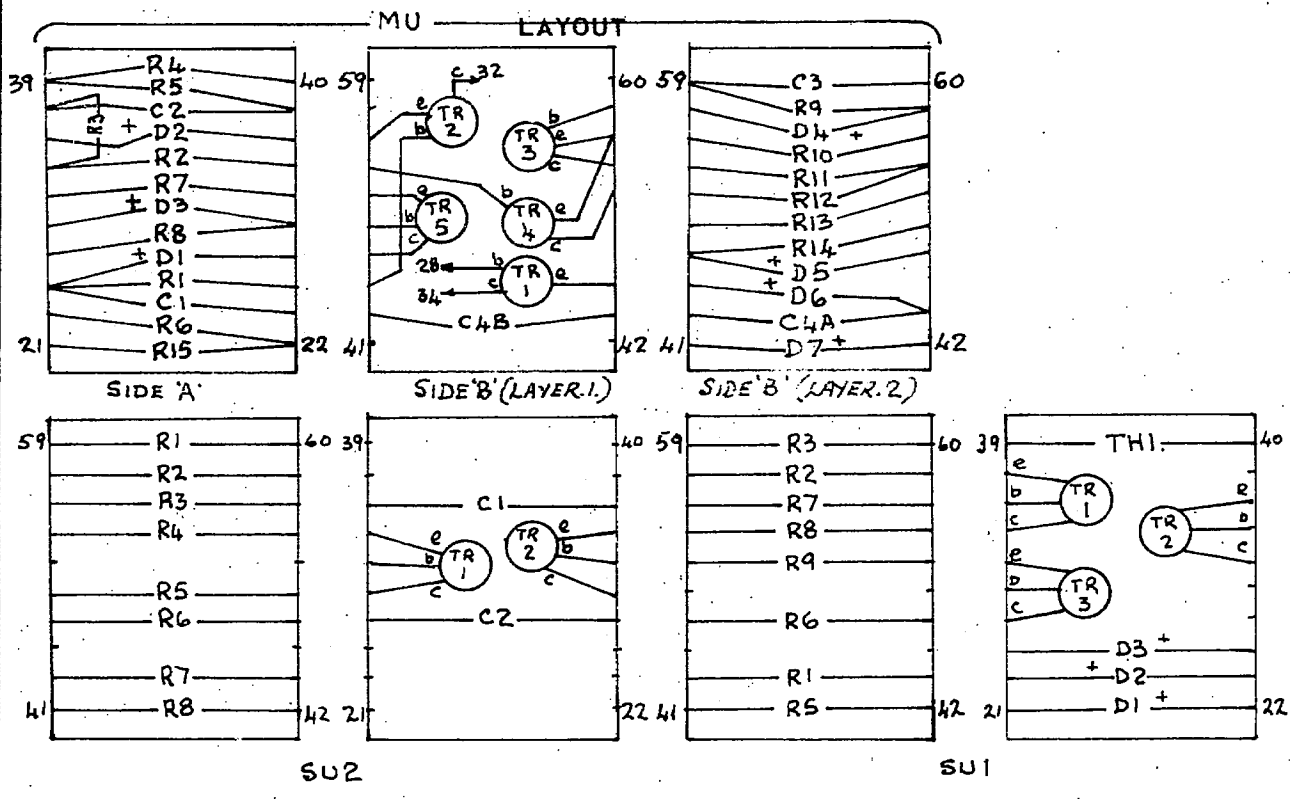 MU LAYOUT
39 R4 40
R5
C2
R3
+ D2
R2
R7
+ D3
R8
+ D1
R1
C1
R6
21 R15 22
SIDE 'A'
59 60
c 32
e TR 2
b
b
TR 3 e
c
e
b TR 5
c
b
TR 4 e
c
28 b TR 1 e
34 c
C4B
41 42
SIDE 'B' (LAYER.1.)
59 C3 60
R9
D4 +
R10
R11
R12
R13
R14
+ D5
+ D6
C4A
41 D7 + 42
SIDE 'B' (LAYER.2)
59 R1 60
R2
R3
R4
R5
R6
R7
41 R8 42
39 40
C1
e
b TR 1
c
TR 2 e
b
c
C2
21 22
SU2
59 R3 60
R2
R7
R8
R9
R6
R1
41 R5 42
39 TH1. 40
e
b TR 1
c
e
TR 2 b
c
e
b TR 3
c
D3 +
+ D2
21 D1 + 22
SU1